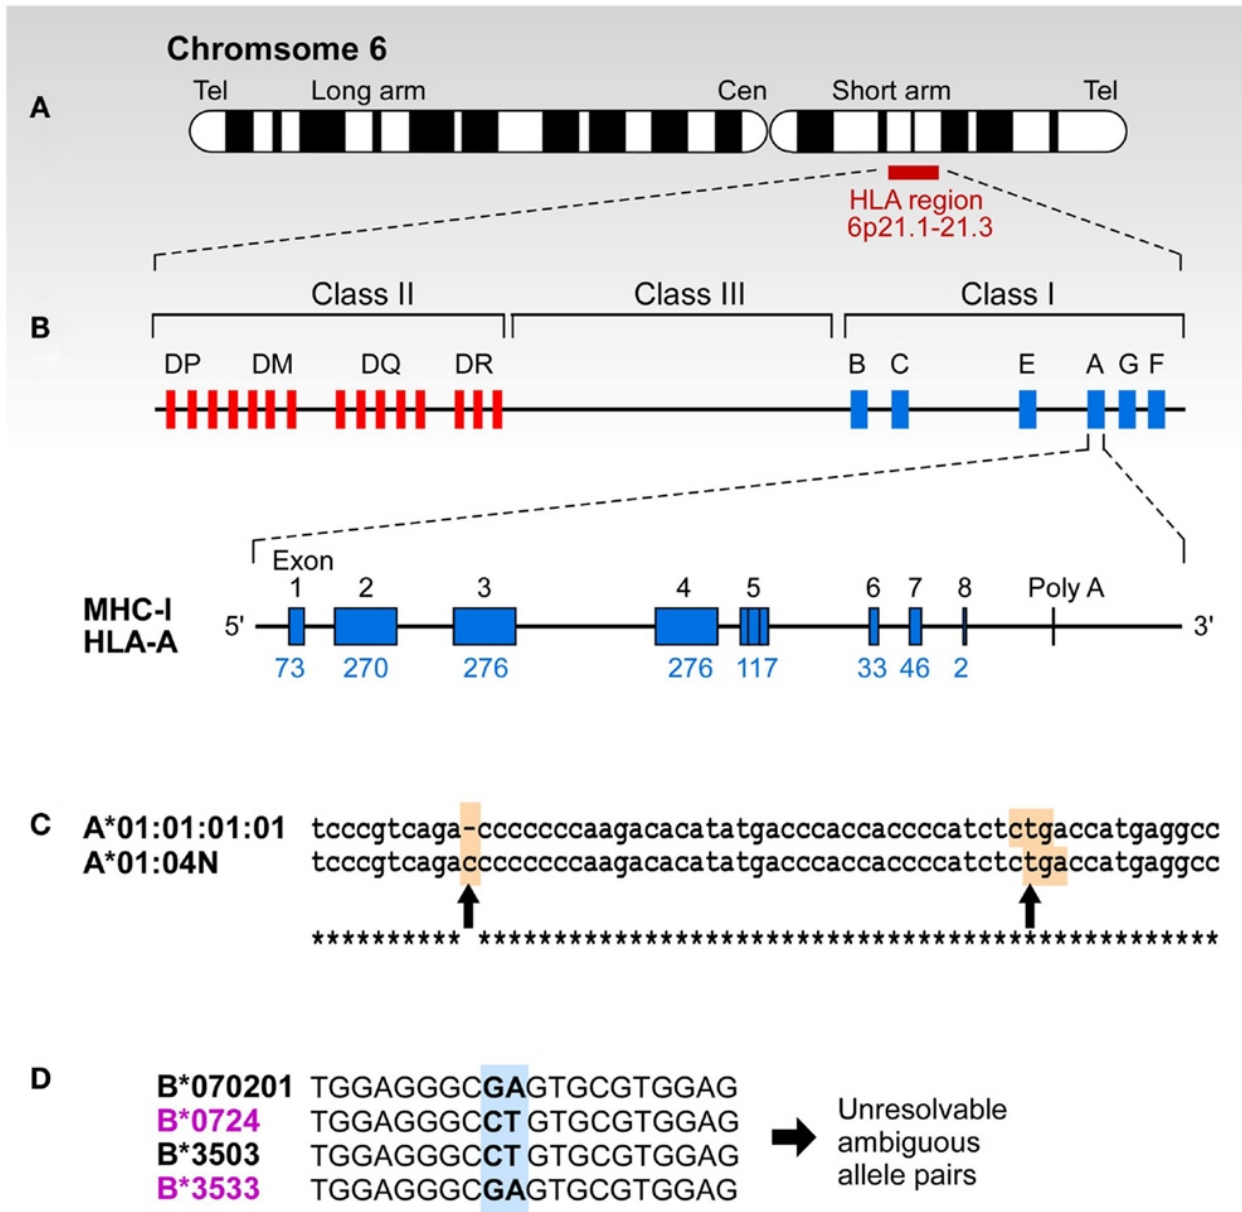 Chromsome 6
A
Tel Long arm Cen Short arm Tel
HLA region
6p21.1-21.3
B
Class II Class III Class I
DP DM DQ DR B C E A G F
Exon
1 2 3 4 5 6 7 8 Poly A
MHC-I
HLA-A
5' 3'
73 270 276 276 117 33 46 2
C
A*01:01:01:01 tcccgtcaga-cccccccaagacacatatgacccaccaccccatctctgaccatgaggcc
A*01:04N tcccgtcagaccccccccaagacacatatgacccaccaccccatctctgaccatgaggcc
********** *************************************************
D
B*070201 TGGAGGGCGAGTGCGTGGAG
B*0724 TGGAGGGCCTGTGCGTGGAG
B*3503 TGGAGGGCCTGTGCGTGGAG
B*3533 TGGAGGGCGAGTGCGTGGAG
Unresolvable
ambiguous
allele pairs